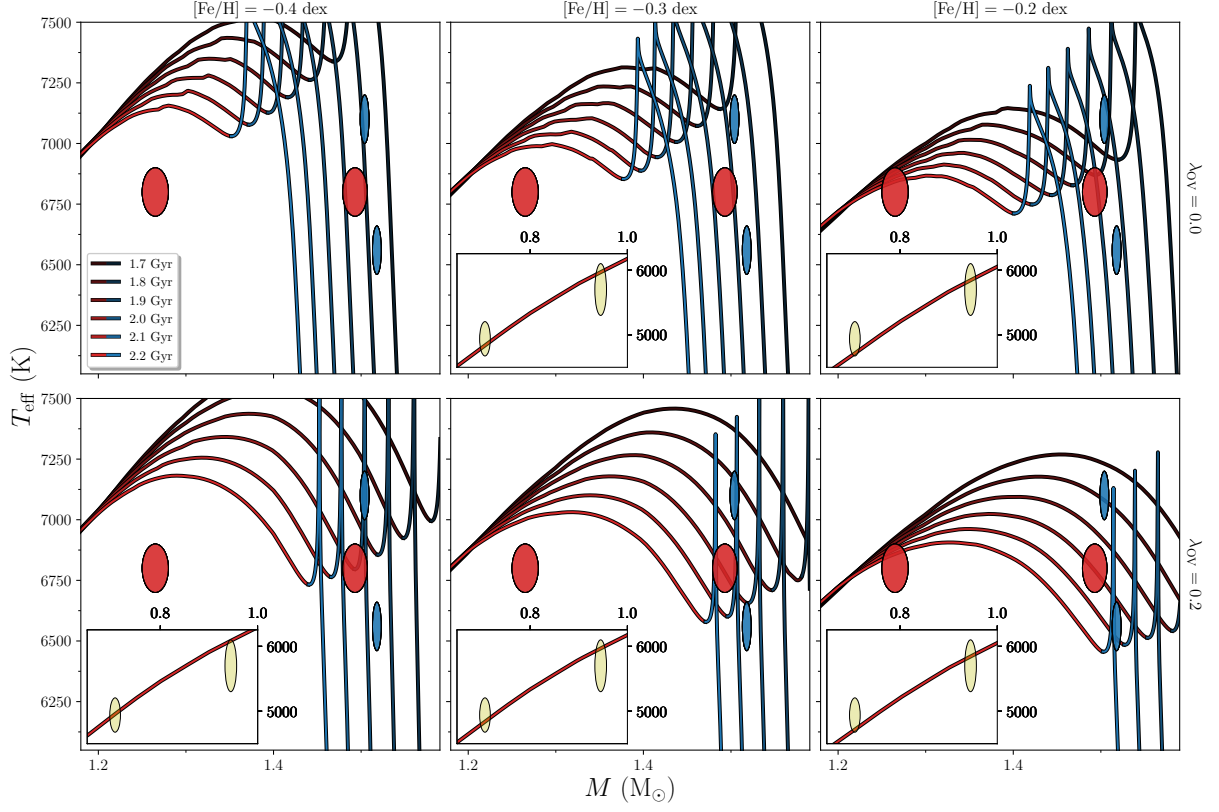 [Fe/H] = −0.4 dex
[Fe/H] = −0.3 dex
[Fe/H] = −0.2 dex
7500
7250
7000
6750
6500
6250
1.7 Gyr
1.8 Gyr
1.9 Gyr
2.0 Gyr
2.1 Gyr
2.2 Gyr
0.8 1.0
6000
5000
0.8 1.0
6000
5000
λOV = 0.0
Teff (K)
7500
7250
7000
6750
6500
6250
0.8 1.0
6000
5000
0.8 1.0
6000
5000
0.8 1.0
6000
5000
λOV = 0.2
1.2 1.4
1.2 1.4
1.2 1.4
M (M⊙)